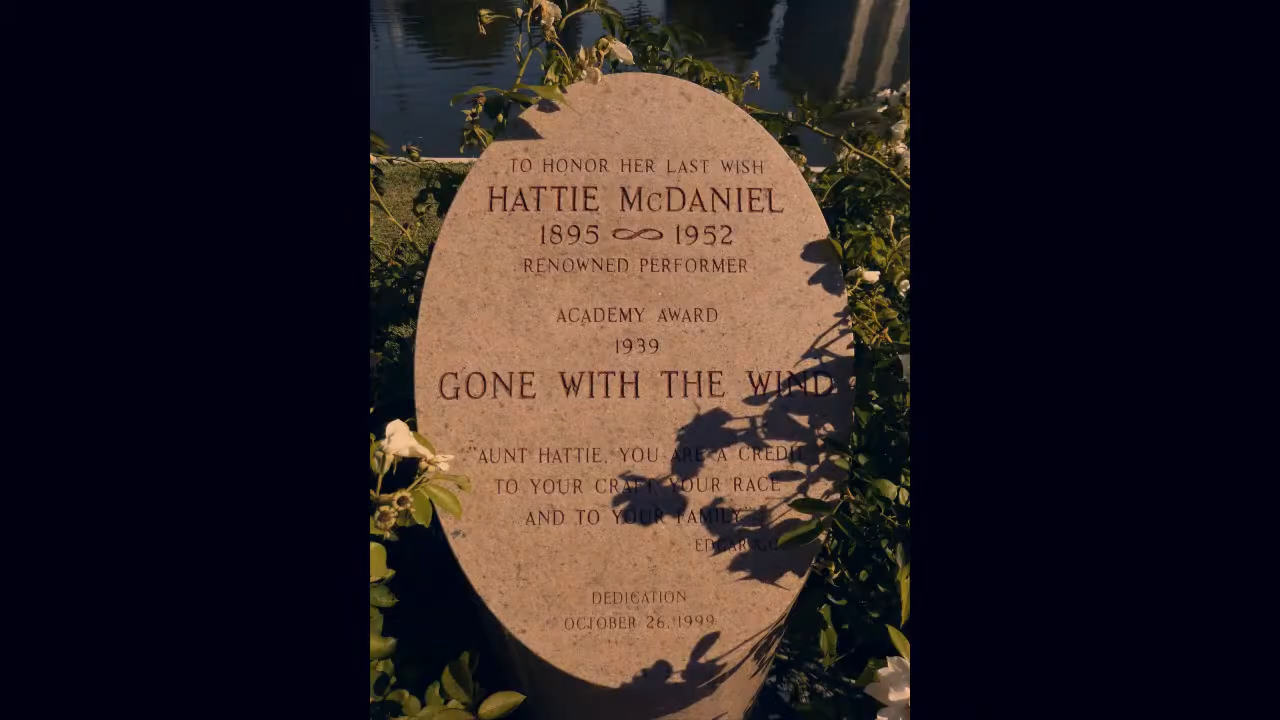 TO HONOR HER LAST WISH
HATTIE McDANIEL
1895 ∞ 1952
RENOWNED PERFORMER
ACADEMY AWARD
1939
GONE WITH THE WIND
"AUNT HATTIE, YOU ARE A CREDIT
TO YOUR CRAFT, YOUR RACE
AND TO YOUR FAMILY"
EDGAR
DEDICATION
OCTOBER 26, 1999